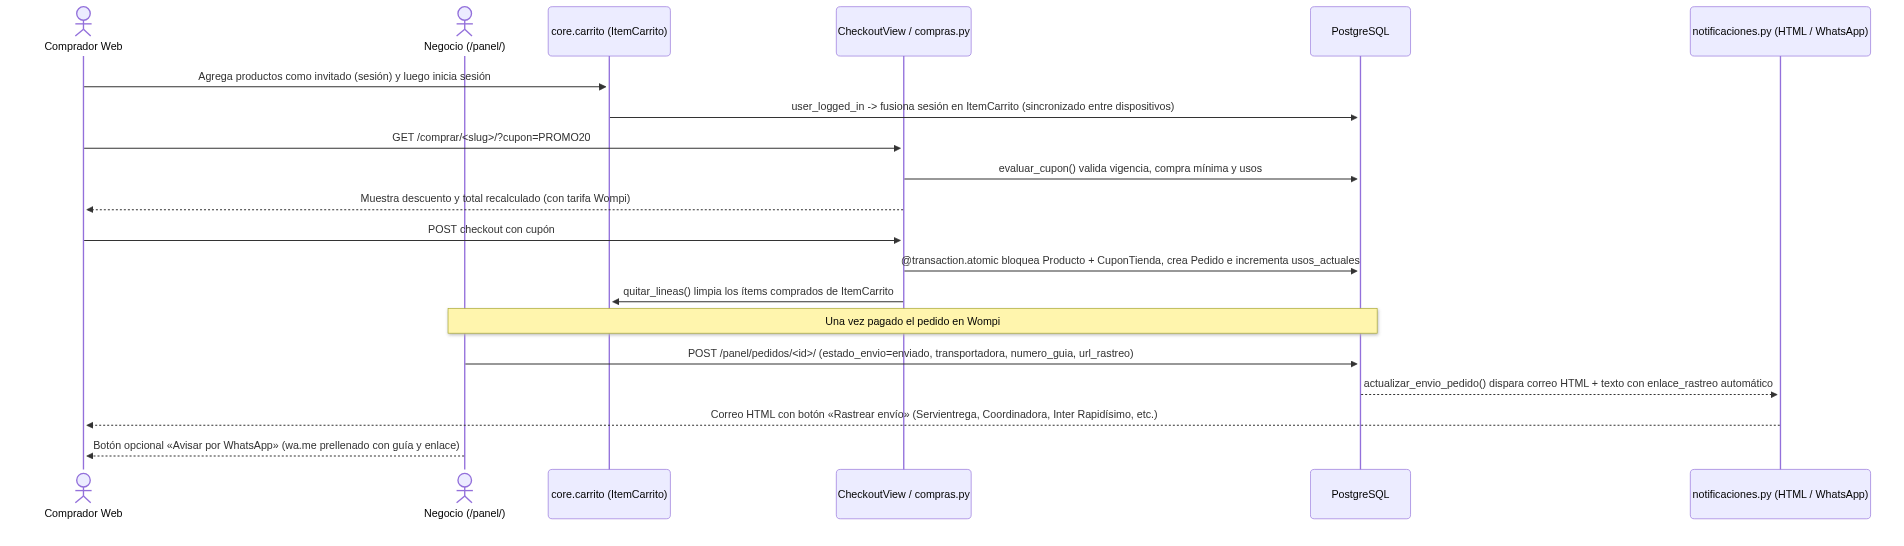 Comprador Web
Negocio (/panel/)
core.carrito (ItemCarrito)
CheckoutView / compras.py
PostgreSQL
notificaciones.py (HTML / WhatsApp)
Agrega productos como invitado (sesión) y luego inicia sesión
user_logged_in -> fusiona sesión en ItemCarrito (sincronizado entre dispositivos)
GET /comprar/<slug>/?cupon=PROMO20
evaluar_cupon() valida vigencia, compra mínima y usos
Muestra descuento y total recalculado (con tarifa Wompi)
POST checkout con cupón
@transaction.atomic bloquea Producto + CuponTienda, crea Pedido e incrementa usos_actuales
quitar_lineas() limpia los ítems comprados de ItemCarrito
Una vez pagado el pedido en Wompi
POST /panel/pedidos/<id>/ (estado_envio=enviado, transportadora, numero_guia, url_rastreo)
actualizar_envio_pedido() dispara correo HTML + texto con enlace_rastreo automático
Correo HTML con botón «Rastrear envío» (Servientrega, Coordinadora, Inter Rapidísimo, etc.)
Botón opcional «Avisar por WhatsApp» (wa.me prellenado con guía y enlace)
Comprador Web
Negocio (/panel/)
core.carrito (ItemCarrito)
CheckoutView / compras.py
PostgreSQL
notificaciones.py (HTML / WhatsApp)